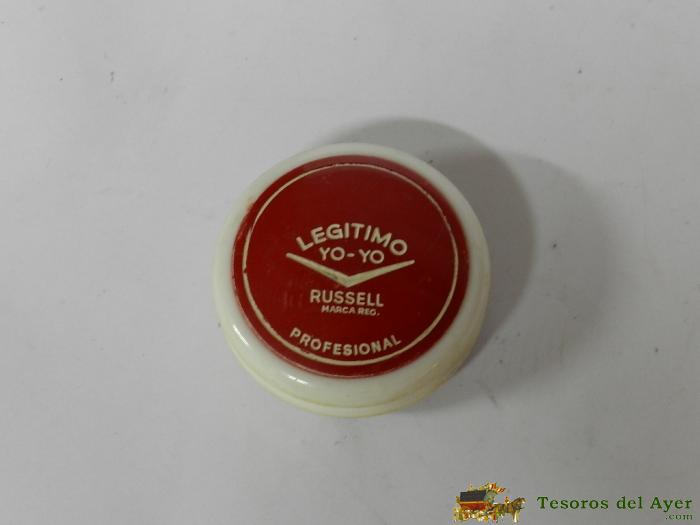 LEGITIMO
YO-YO
RUSSELL
MARCA REG.
PROFESIONAL
Tesoros del Ayer
.com